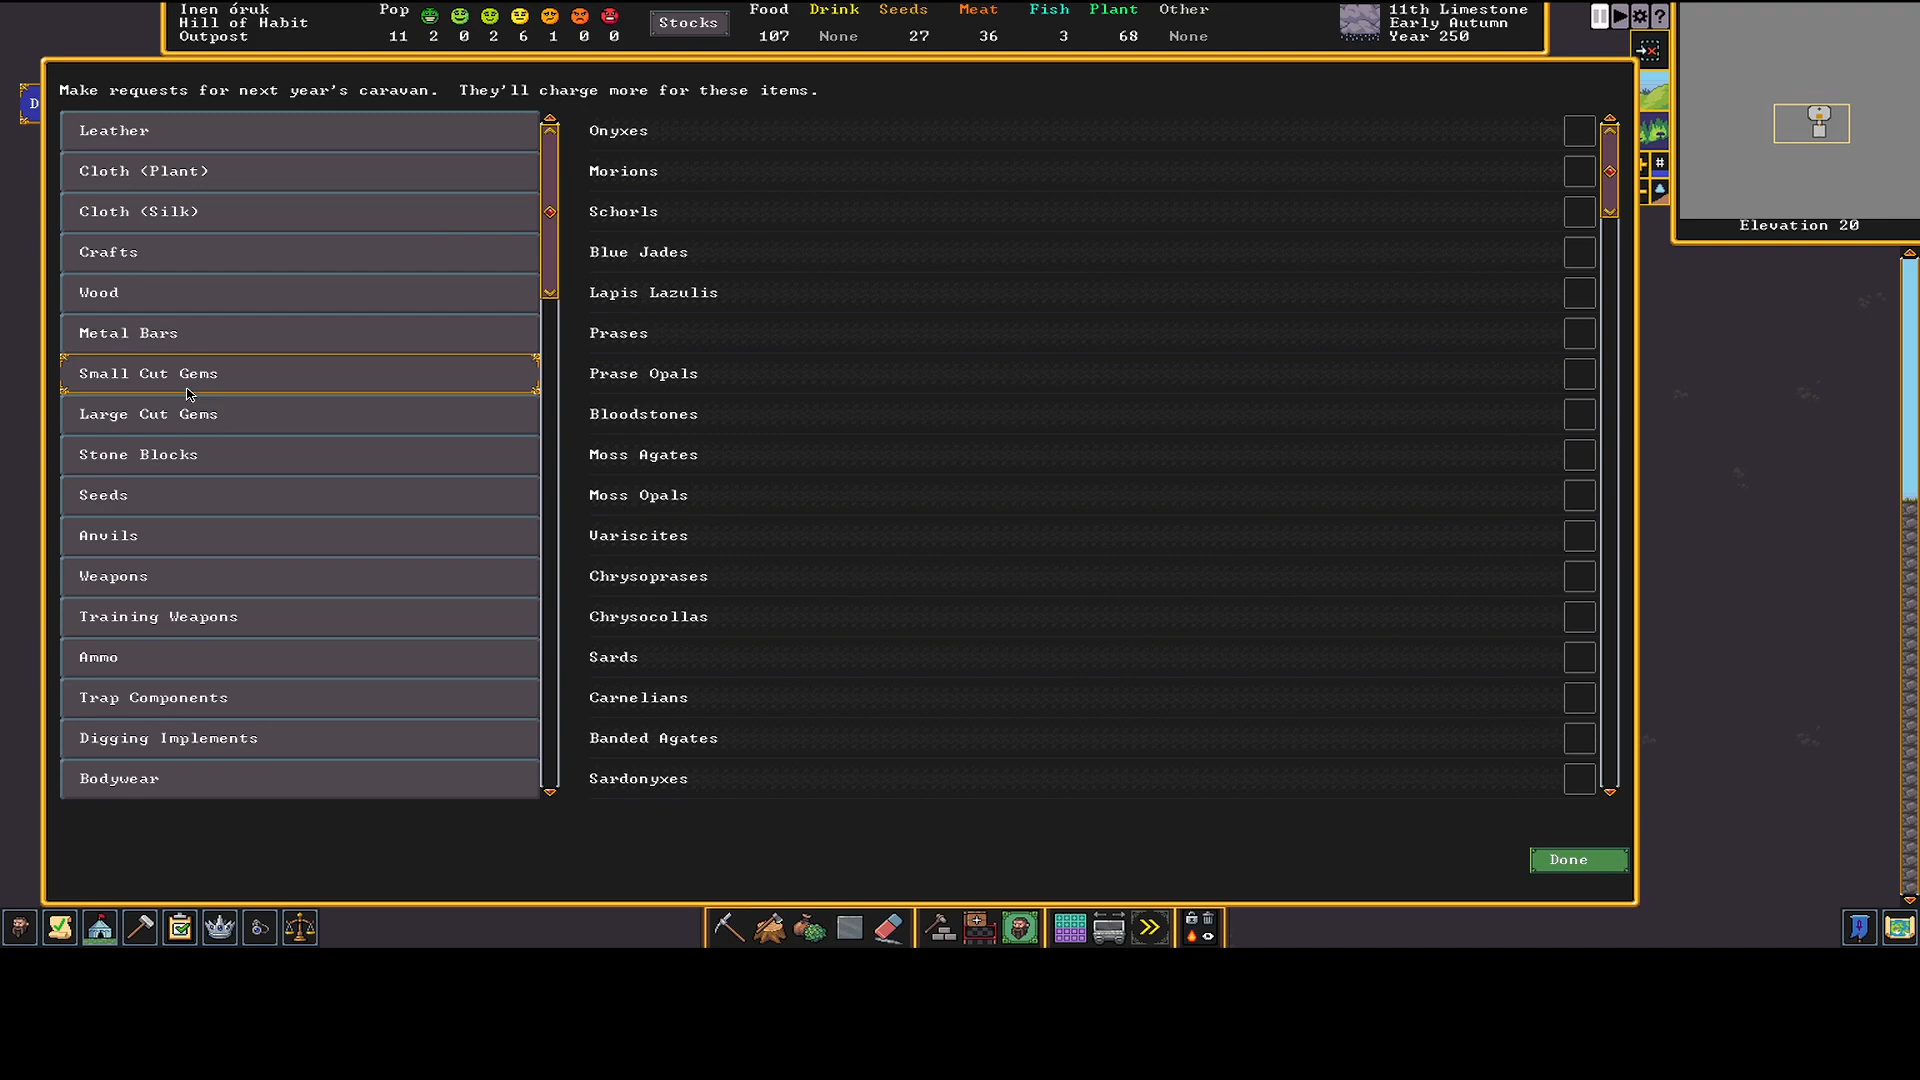 Inen óruk
Hill of Habit
Outpost
Pop
11 2 0 2 6 1 0 0
Stocks
Food Drink Seeds Meat Fish Plant Other
107 None 27 36 3 68 None
11th Limestone
Early Autumn
Year 250
?
D
Make requests for next year's caravan. They'll charge more for these items.
Leather
Cloth (Plant)
Cloth (Silk)
Crafts
Wood
Metal Bars
Small Cut Gems
Large Cut Gems
Stone Blocks
Seeds
Anvils
Weapons
Training Weapons
Ammo
Trap Components
Digging Implements
Bodywear
Onyxes
Morions
Schorls
Blue Jades
Lapis Lazulis
Prases
Prase Opals
Bloodstones
Moss Agates
Moss Opals
Variscites
Chrysoprases
Chrysocollas
Sards
Carnelians
Banded Agates
Sardonyxes
Done
#
Elevation 20